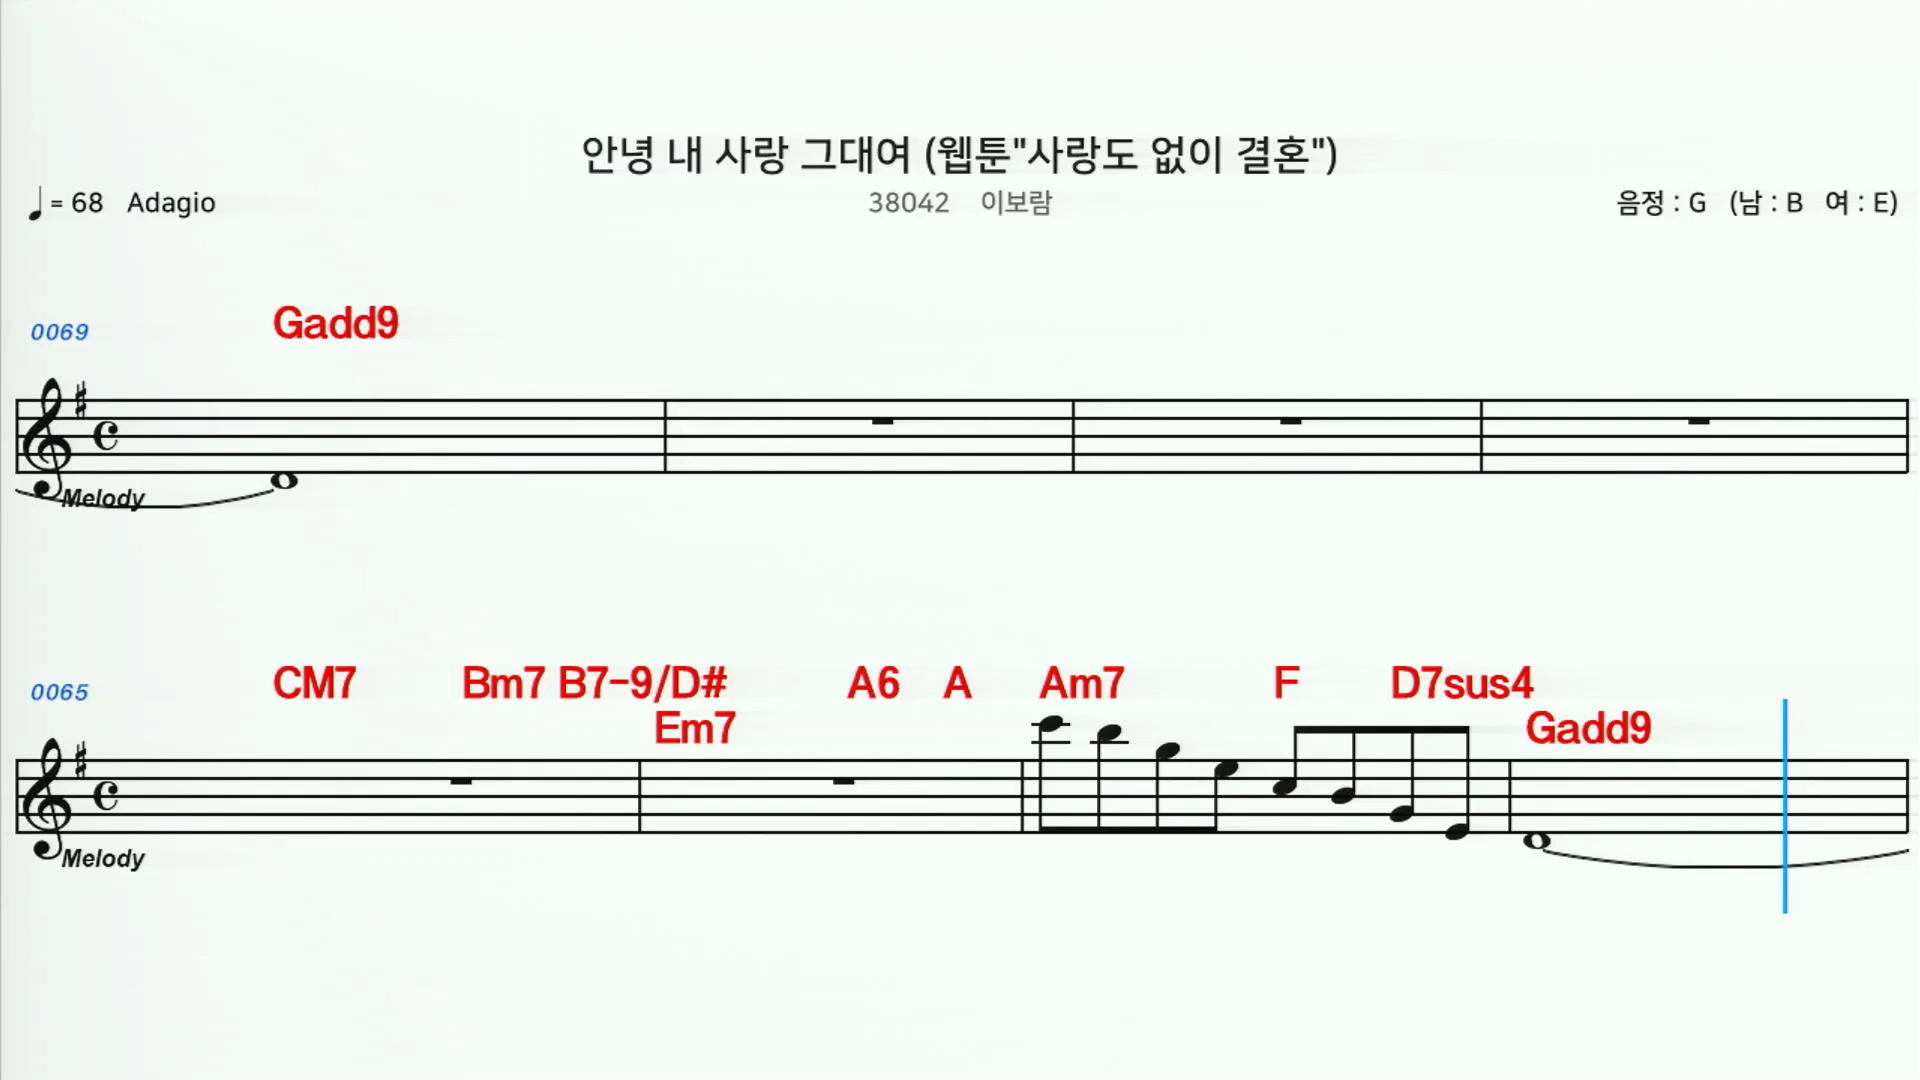 안녕 내 사랑 그대여 (웹툰"사랑도 없이 결혼")
= 68 Adagio
38042 이보람
음정 : G (남 : B 여 : E)
0069
Gadd9
Melody
0065
CM7 Bm7 B7-9/D# A6 A Am7 F D7sus4
Em7 Gadd9
Melody